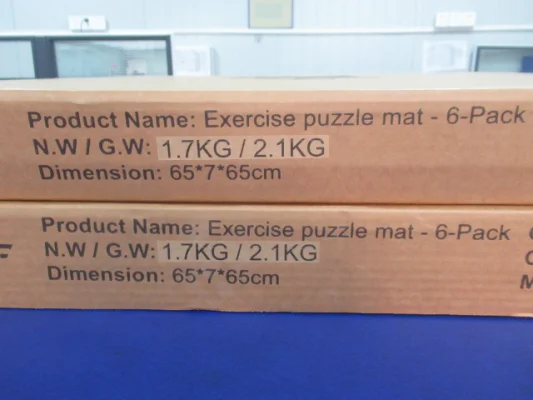 Product Name: Exercise puzzle mat - 6-Pack
N.W / G.W: 1.7KG / 2.1KG
Dimension: 65*7*65cm
Product Name: Exercise puzzle mat - 6-Pack
N.W / G.W: 1.7KG / 2.1KG
Dimension: 65*7*65cm